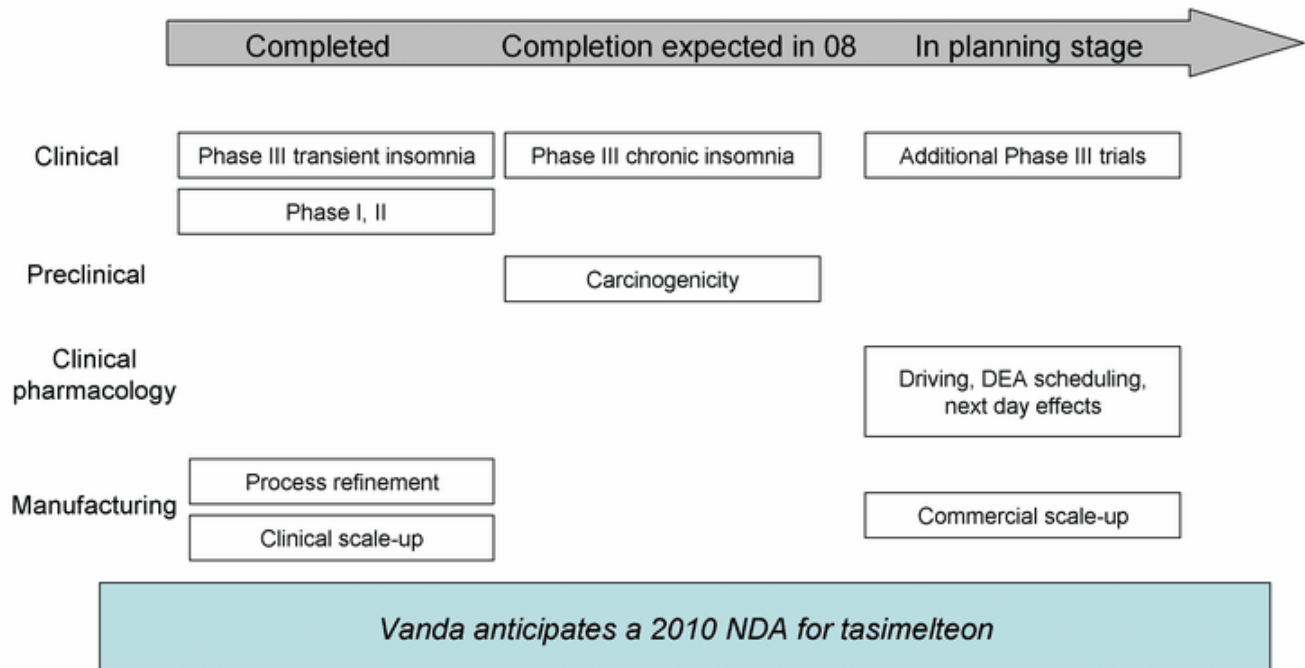 Completed Completion expected in 08 In planning stage
Clinical Phase III transient insomnia Phase III chronic insomnia Additional Phase III trials
Phase I, II
Preclinical Carcinogenicity
Clinical
pharmacology
Driving, DEA scheduling,
next day effects
Process refinement
Manufacturing Commercial scale-up
Clinical scale-up
Vanda anticipates a 2010 NDA for tasimelteon